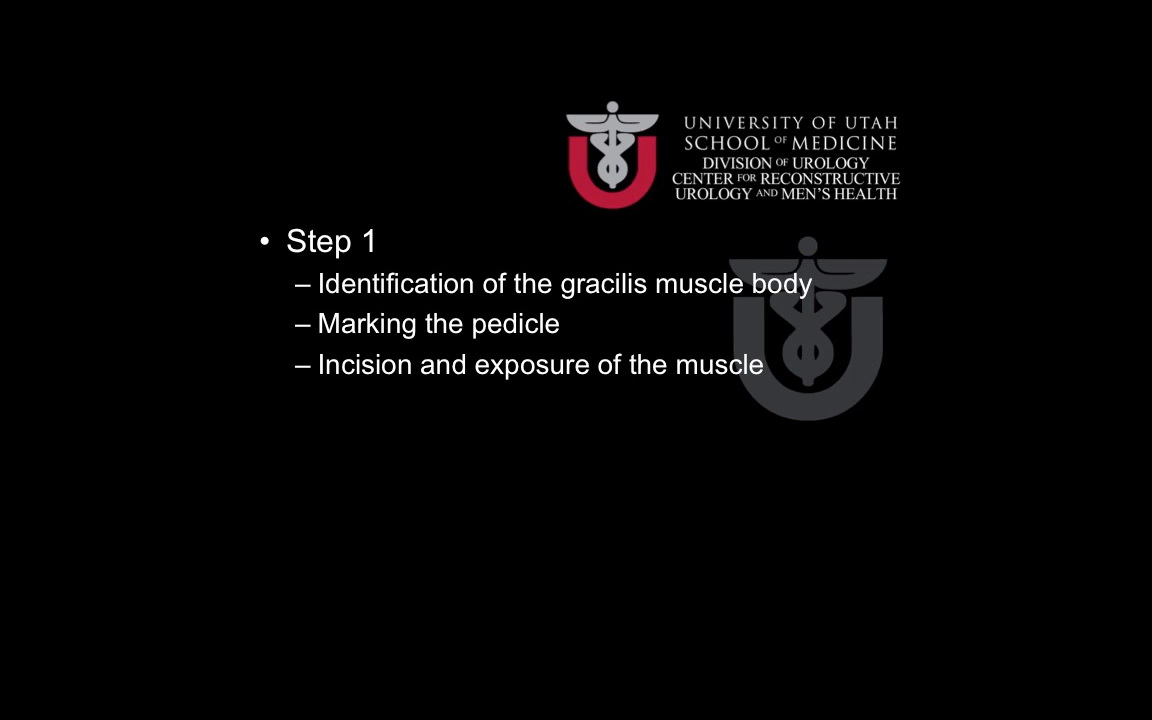 UNIVERSITY OF UTAH
SCHOOL OF MEDICINE
DIVISION OF UROLOGY
CENTER FOR RECONSTRUCTIVE
UROLOGY AND MEN'S HEALTH
• Step 1
– Identification of the gracilis muscle body
– Marking the pedicle
– Incision and exposure of the muscle